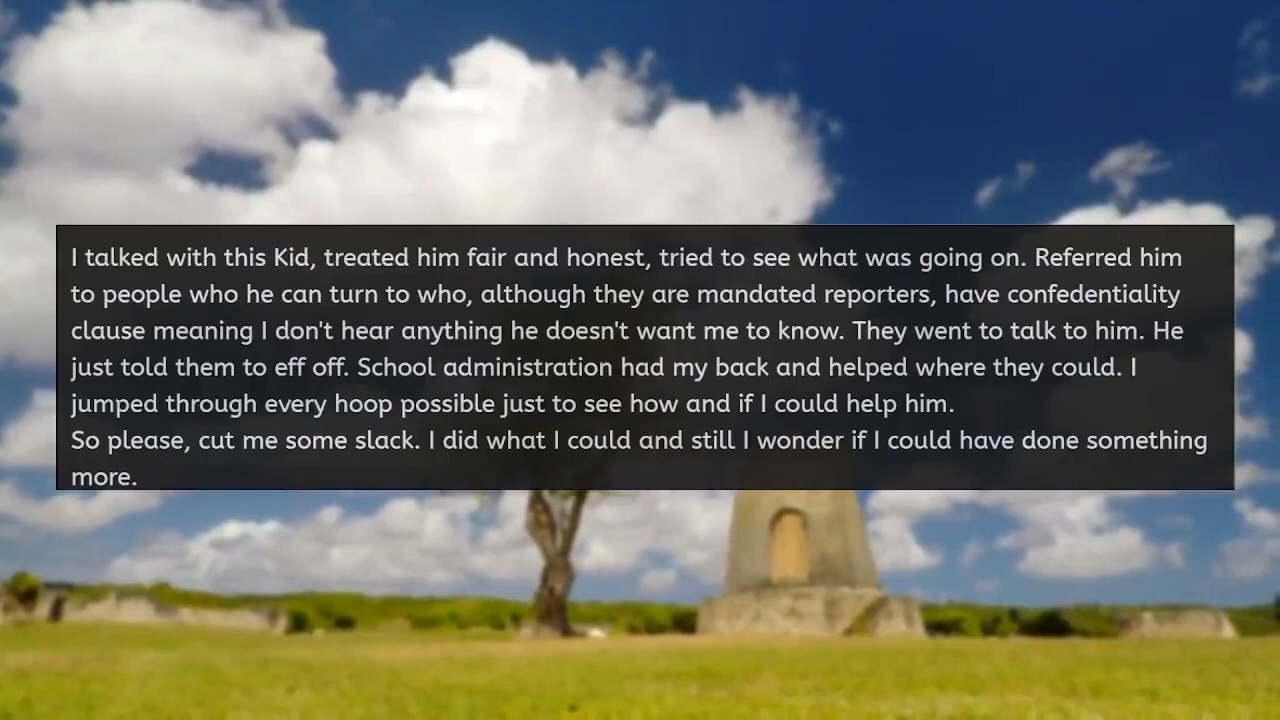 I talked with this Kid, treated him fair and honest, tried to see what was going on. Referred him
to people who he can turn to who, although they are mandated reporters, have confedentiality
clause meaning I don't hear anything he doesn't want me to know. They went to talk to him. He
just told them to eff off. School administration had my back and helped where they could. I
jumped through every hoop possible just to see how and if I could help him.
So please, cut me some slack. I did what I could and still I wonder if I could have done something
more.